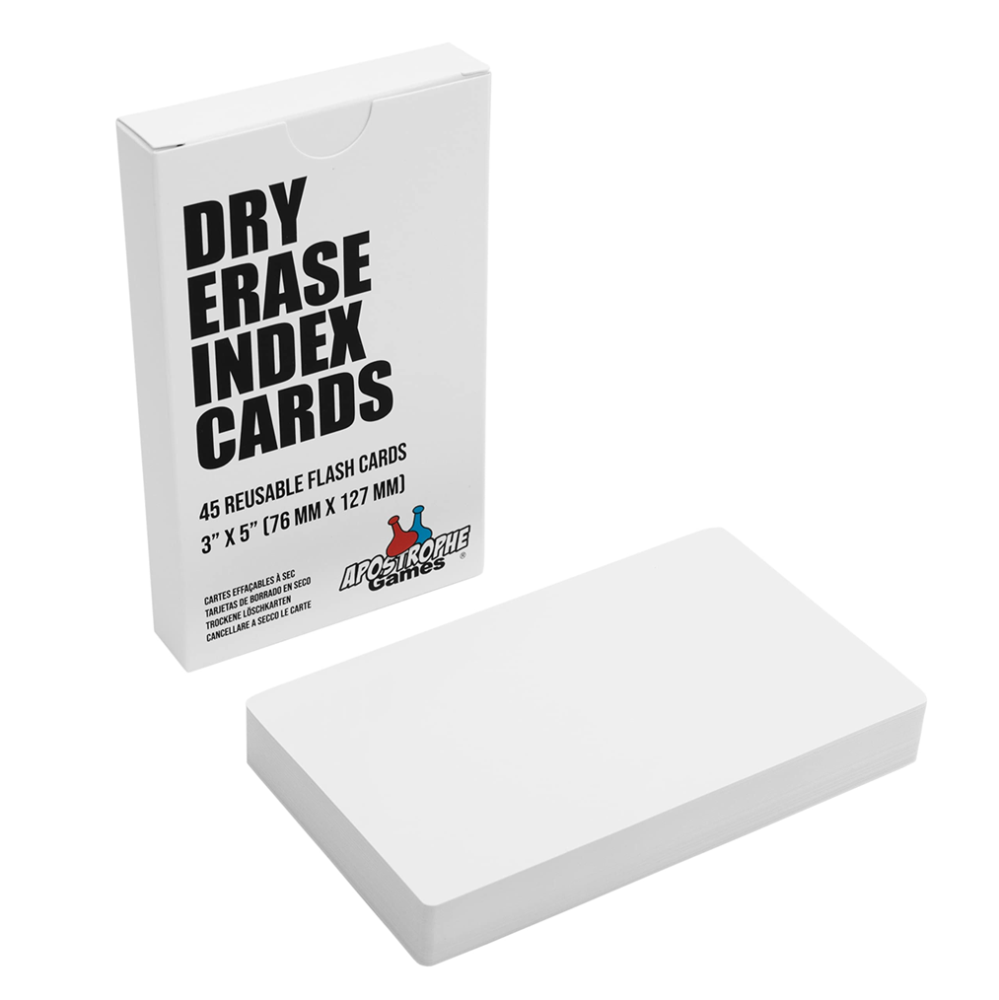 DRY
ERASE
INDEX
CARDS
45 REUSABLE FLASH CARDS
3” X 5” (76 MM X 127 MM)
APOSTROPHE
Games®
CARTES EFFAÇABLES À SEC
TARJETAS DE BORRADO EN SECO
TROCKENE LÖSCHKARTEN
CANCELLARE A SECCO LE CARTE